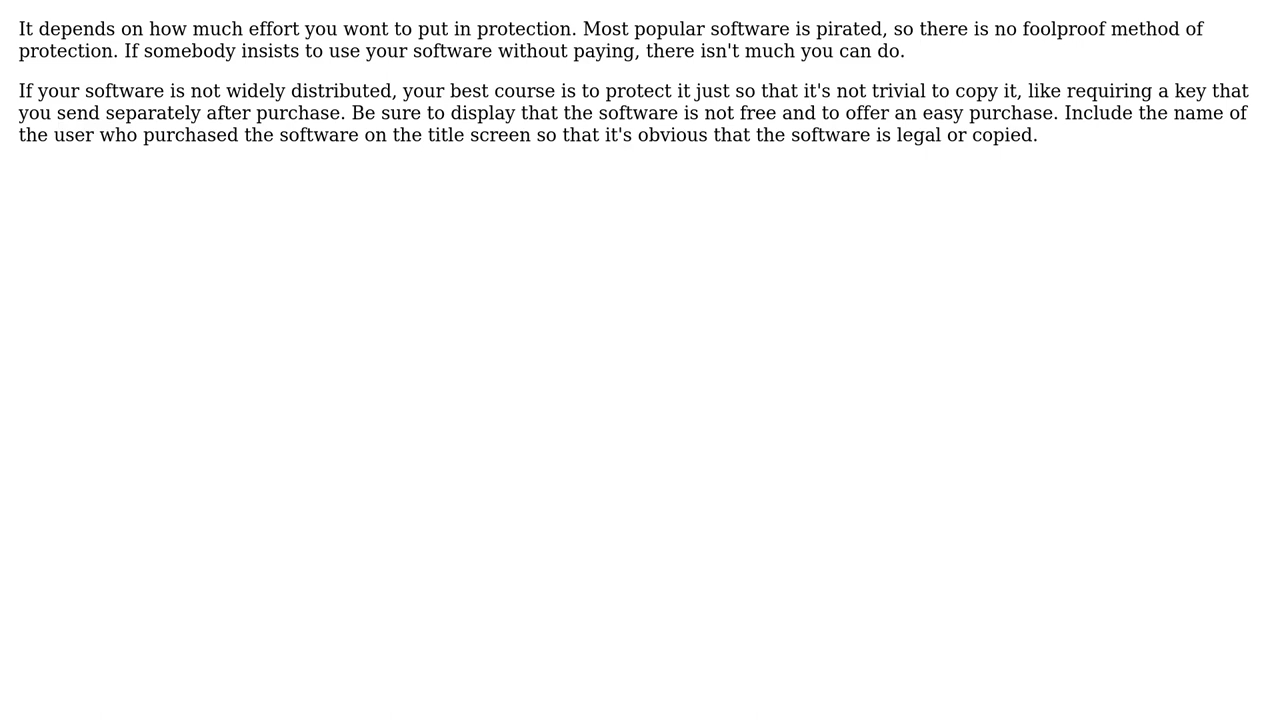 It depends on how much effort you wont to put in protection. Most popular software is pirated, so there is no foolproof method of
protection. If somebody insists to use your software without paying, there isn't much you can do.
If your software is not widely distributed, your best course is to protect it just so that it's not trivial to copy it, like requiring a key that
you send separately after purchase. Be sure to display that the software is not free and to offer an easy purchase. Include the name of
the user who purchased the software on the title screen so that it's obvious that the software is legal or copied.